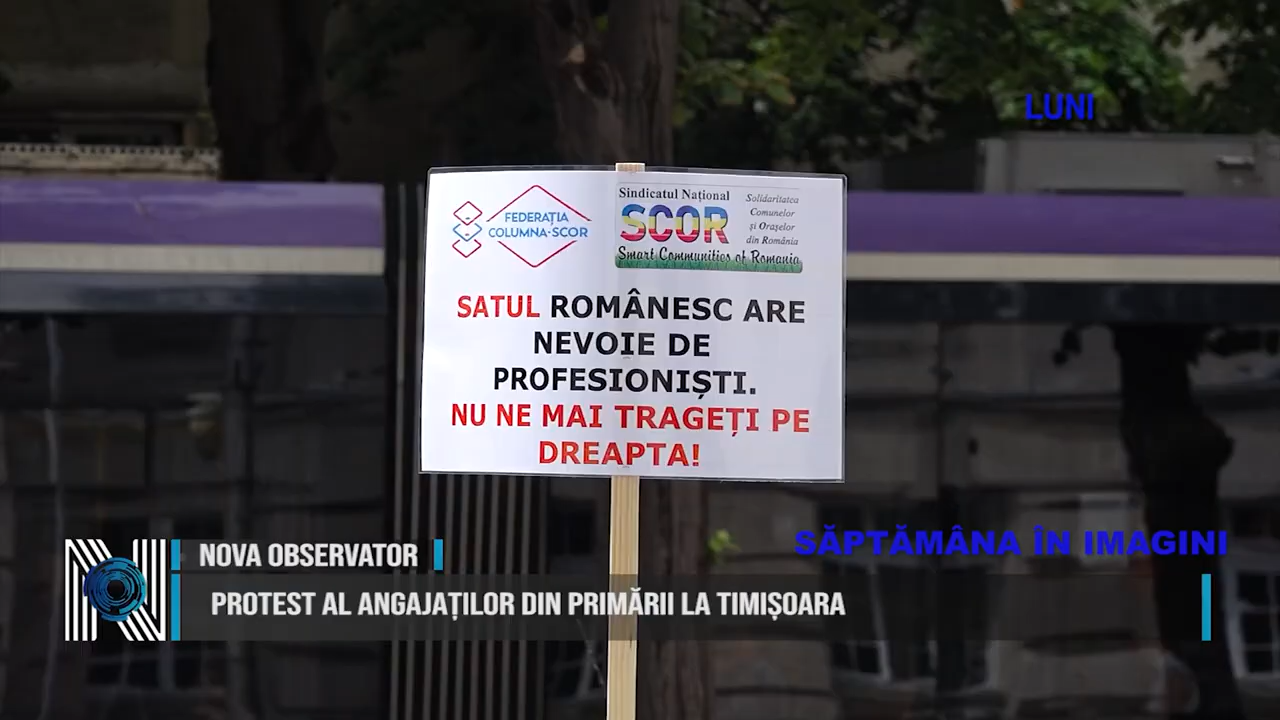 LUNI
FEDERAȚIA
COLUMNA-SCOR
Sindicatul Național
SCOR
Solidaritatea
Comunelor
și Orașelor
din România
Smart Communities of Romania
SATUL ROMÂNESC ARE
NEVOIE DE
PROFESIONIȘTI.
NU NE MAI TRAGEȚI PE
DREAPTA!
SĂPTĂMÂNA ÎN IMAGINI
NOVA OBSERVATOR
PROTEST AL ANGAJAȚILOR DIN PRIMĂRII LA TIMIȘOARA